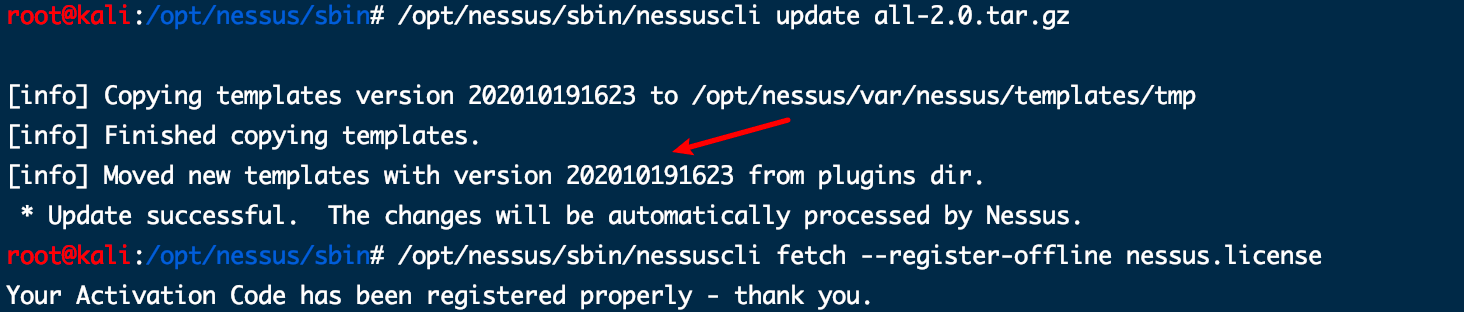 root@kali:/opt/nessus/sbin# /opt/nessus/sbin/nessuscli update all-2.0.tar.gz
[info] Copying templates version 202010191623 to /opt/nessus/var/nessus/templates/tmp
[info] Finished copying templates.
[info] Moved new templates with version 202010191623 from plugins dir.
 * Update successful.  The changes will be automatically processed by Nessus.
root@kali:/opt/nessus/sbin# /opt/nessus/sbin/nessuscli fetch --register-offline nessus.license
Your Activation Code has been registered properly - thank you.